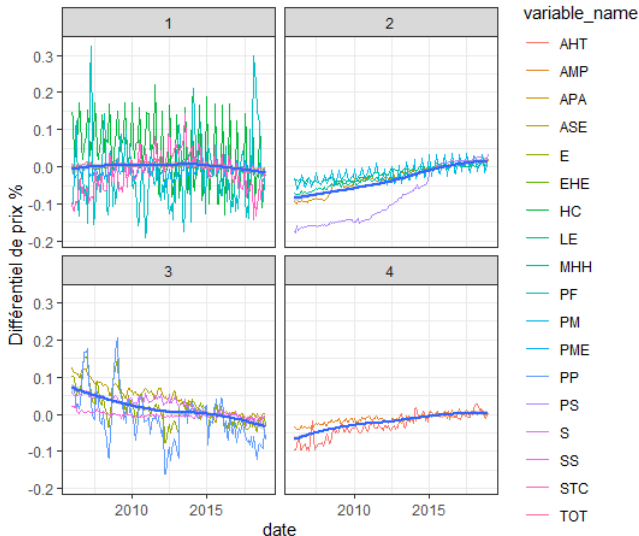 1
2
0.3
0.2
0.1
0.0
-0.1
-0.2
3
4
0.3
0.2
0.1
0.0
-0.1
-0.2
2010
2015
2010
2015
Différentiel de prix %
date
variable_name
AHT
AMP
APA
ASE
E
EHE
HC
LE
MHH
PF
PM
PME
PP
PS
S
SS
STC
TOT